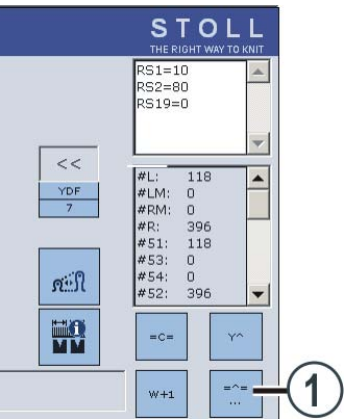 STOLL
THE RIGHT WAY TO KNIT
RS1=10
RS2=80
RS19=0
<<
YDF
7
#L: 118
#LM: 0
#RM: 0
#R: 396
#51: 118
#53: 0
#54: 0
#52: 396
=C=
Y^
W+1
=^=
...
1